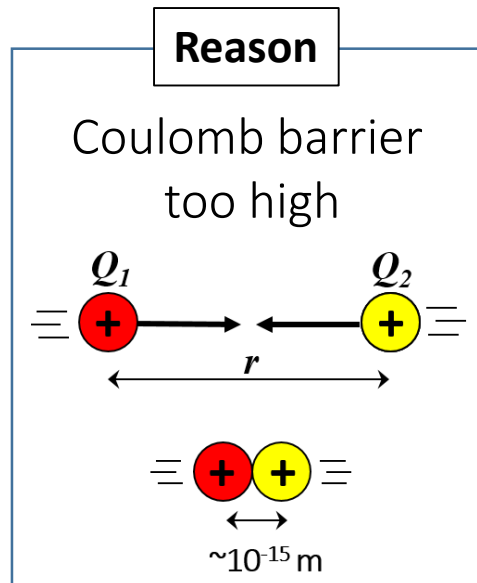 Reason
Coulomb barrier
too high
Q₁ Q₂
+ +
r
+ +
~10⁻¹⁵ m